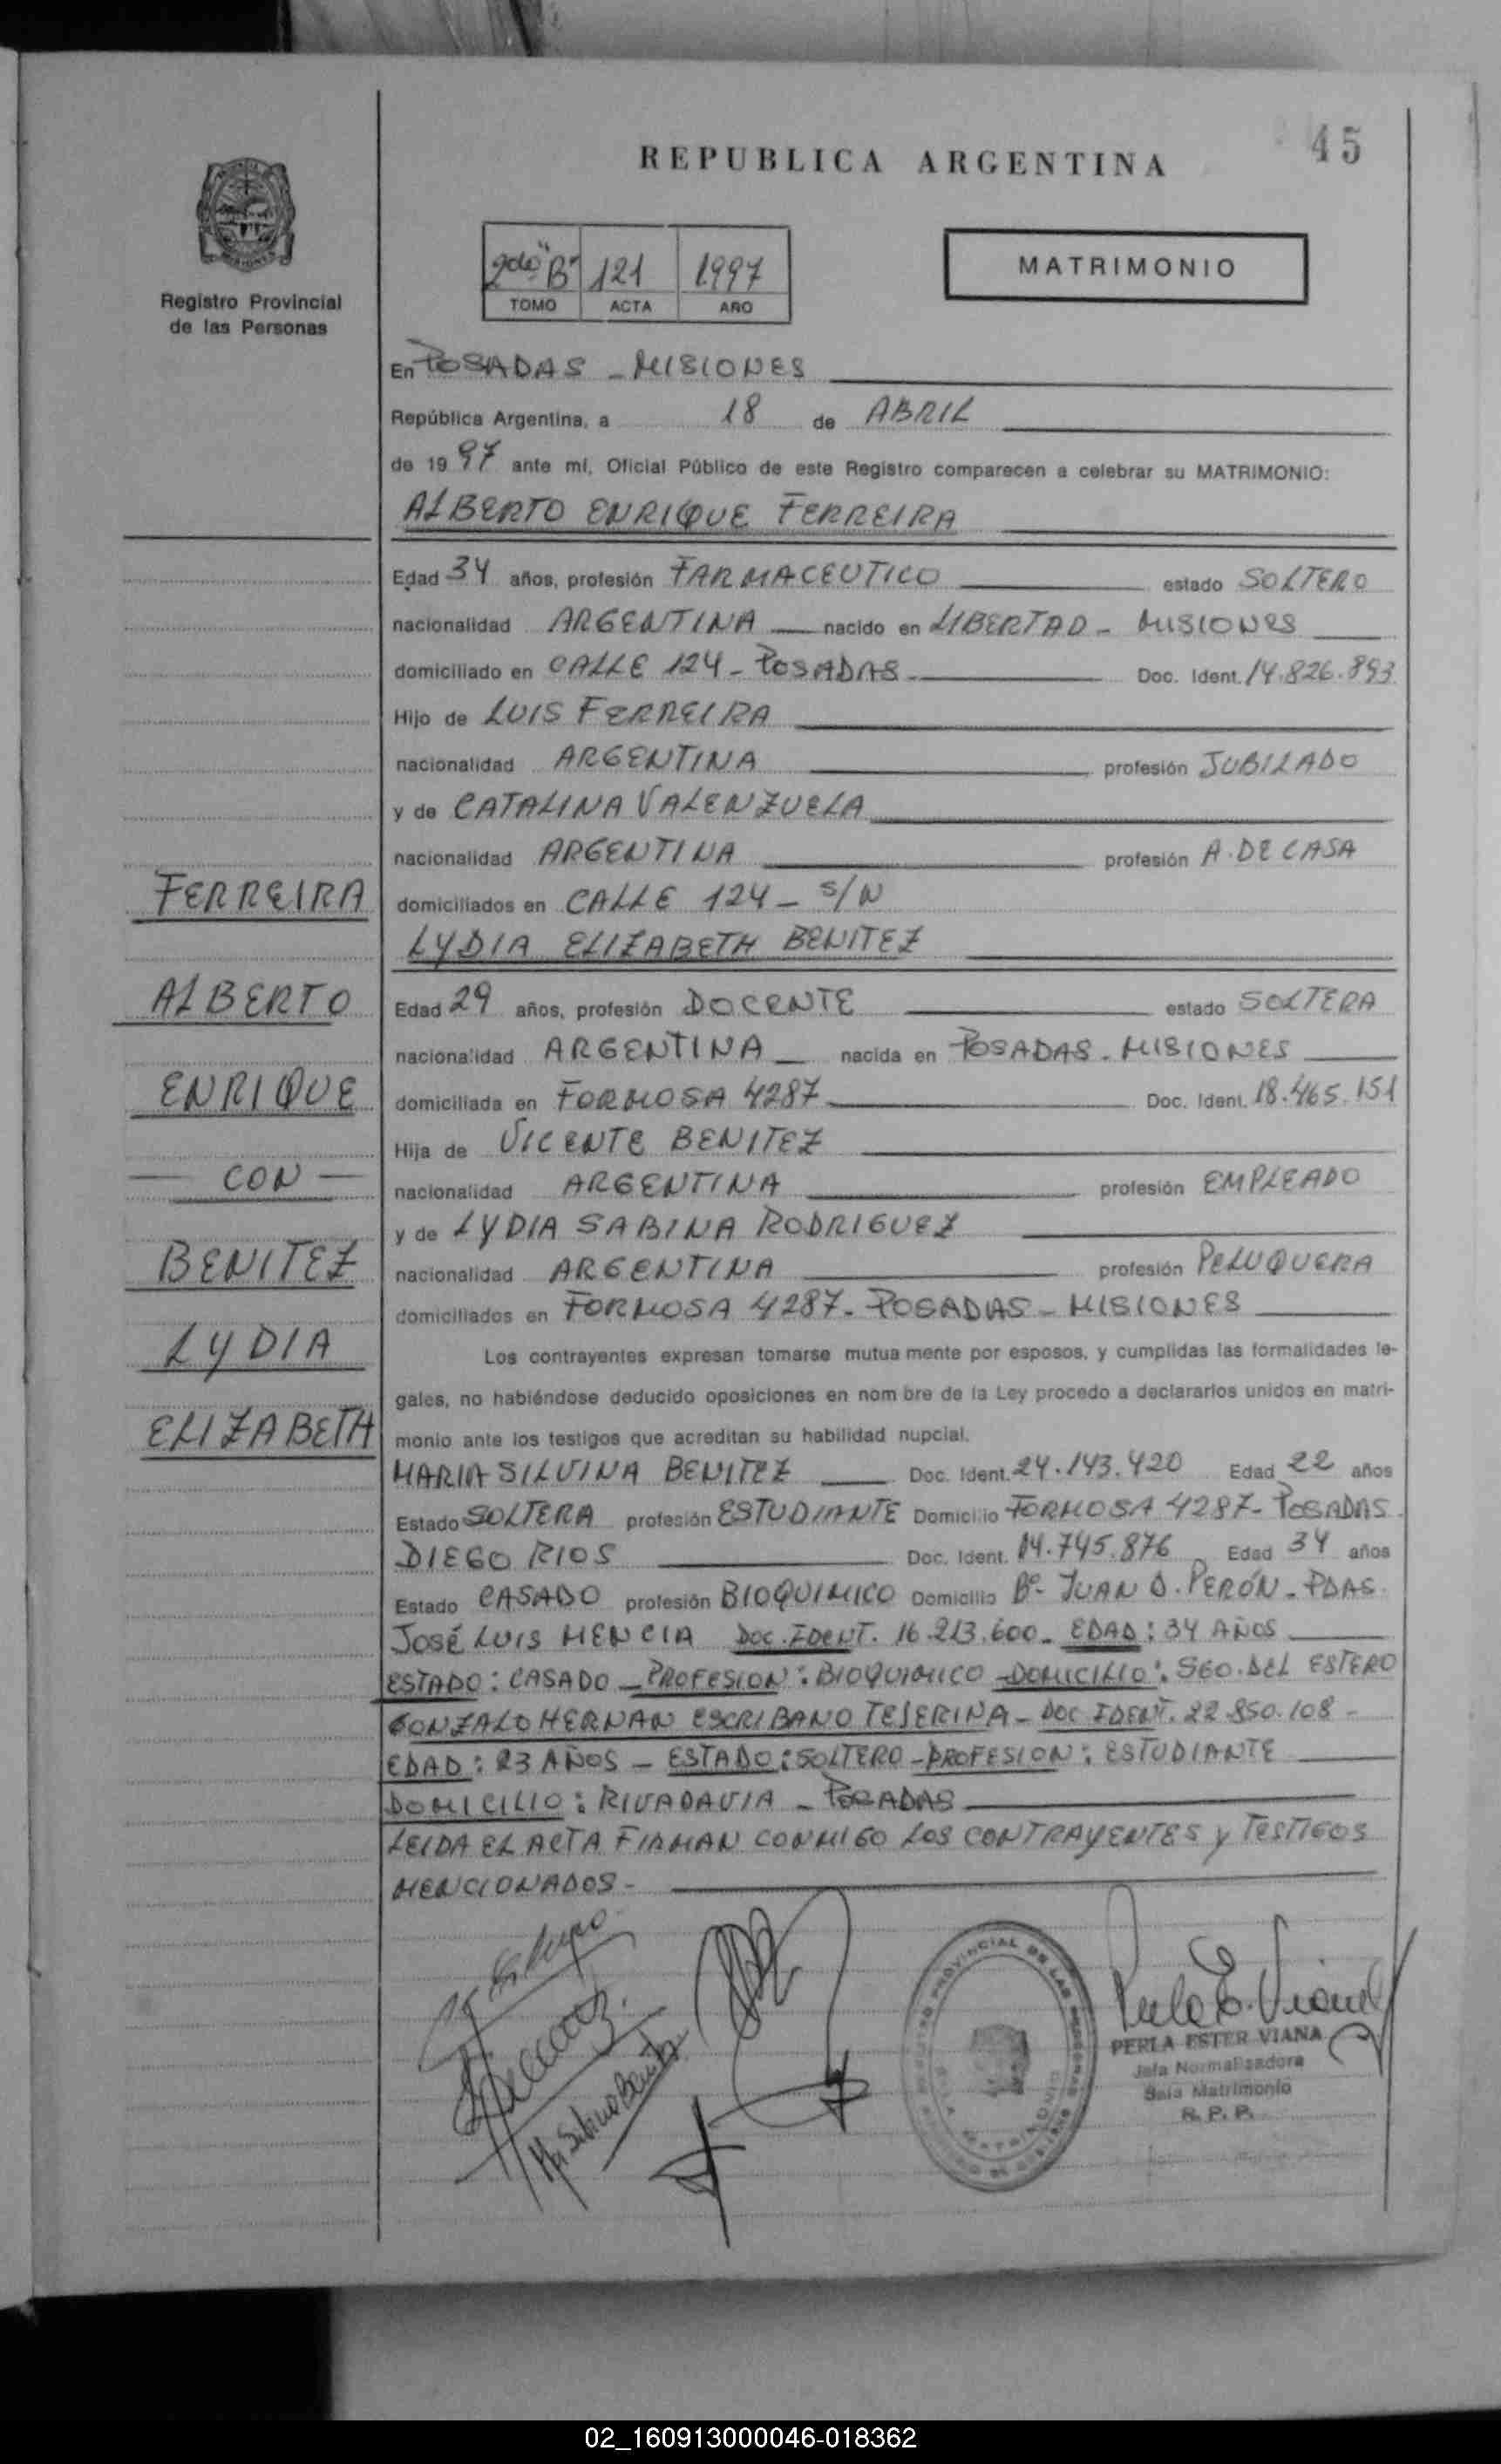 45
REPUBLICA ARGENTINA
Registro Provincial
de las Personas
2do "B" 121 1997
TOMO ACTA AÑO
MATRIMONIO
En POSADAS - MISIONES
República Argentina, a 18 de ABRIL
de 1997 ante mí, Oficial Público de este Registro comparecen a celebrar su MATRIMONIO:
ALBERTO ENRIQUE FERREIRA
Edad 34 años, profesión FARMACEUTICO estado SOLTERO
nacionalidad ARGENTINA nacido en LIBERTAD - MISIONES
domiciliado en CALLE 124 - POSADAS Doc. Ident. 14.826.893
Hijo de LUIS FERREIRA
nacionalidad ARGENTINA profesión JUBILADO
y de CATALINA VALENZUELA
nacionalidad ARGENTINA profesión A. DE CASA
domiciliados en CALLE 124 - S/N
LYDIA ELIZABETH BENITEZ
Edad 29 años, profesión DOCENTE estado SOLTERA
nacionalidad ARGENTINA nacida en POSADAS - MISIONES
domiciliada en FORMOSA 4287 Doc. Ident. 18.465.151
Hija de VICENTE BENITEZ
nacionalidad ARGENTINA profesión EMPLEADO
y de LYDIA SABINA RODRIGUEZ
nacionalidad ARGENTINA profesión PELUQUERA
domiciliados en FORMOSA 4287 - POSADAS - MISIONES
FERREIRA
ALBERTO
ENRIQUE
- CON -
BENITEZ
LYDIA
ELIZABETH
Los contrayentes expresan tomarse mutua mente por esposos, y cumplidas las formalidades le-
gales, no habiéndose deducido oposiciones en nom bre de la Ley procedo a declararlos unidos en matri-
monio ante los testigos que acreditan su habilidad nupcial.
MARIA SILVINA BENITEZ Doc. Ident. 24.143.420 Edad 22 años
Estado SOLTERA profesión ESTUDIANTE Domicilio FORMOSA 4287 - POSADAS
DIEGO RIOS Doc. Ident. 14.745.876 Edad 34 años
Estado CASADO profesión BIOQUIMICO Domicilio Bº JUAN D. PERÓN - PDAS.
JOSÉ LUIS MENCIA DOC. IDENT. 16.213.600 - EDAD: 34 AÑOS
ESTADO: CASADO - PROFESION: BIOQUIMICO - DOMICILIO: SGO. DEL ESTERO
GONZALO HERNAN ESCRIBANO TEJERINA - DOC IDENT. 22.850.108 -
EDAD: 23 AÑOS - ESTADO: SOLTERO - PROFESION: ESTUDIANTE
DOMICILIO: RIVADAVIA - POSADAS
LEIDA EL ACTA FIRMAN CONMIGO LOS CONTRAYENTES Y TESTIGOS
MENCIONADOS -
PERLA ESTER VIANA
Jefa Normalizadora
Sala Matrimonio
R. P. P.
02_160913000046-018362